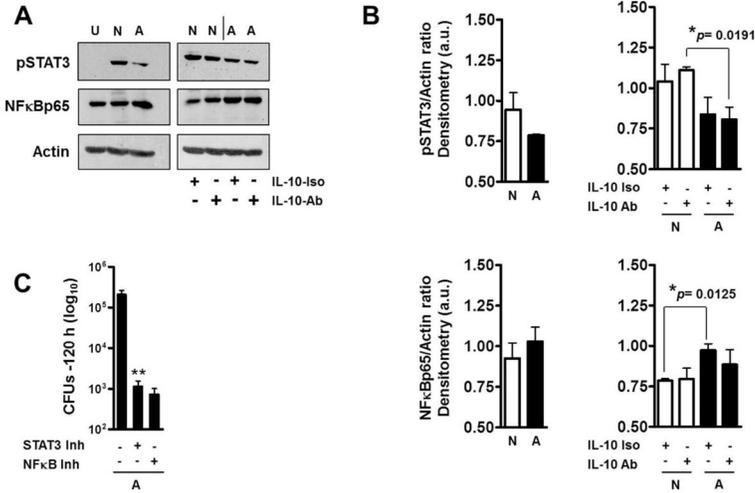 A
U N A
N N A A
pSTAT3
NFκBp65
Actin
+ - + - IL-10-Iso
- + - + IL-10-Ab
B
pSTAT3/Actin ratio
Densitometry (a.u.)
1.50
1.25
1.00
0.75
0.50
N A
1.50
1.25
1.00
0.75
0.50
*p= 0.0191
IL-10 Iso + - + -
IL-10 Ab - + - +
N A
C
CFUs -120 h (log10)
10^6
10^5
10^4
10^3
10^2
**
STAT3 Inh - + -
NFκB Inh - - +
A
NFκBp65/Actin ratio
Densitometry (a.u.)
1.50
1.25
1.00
0.75
0.50
N A
1.50
1.25
1.00
0.75
0.50
*p= 0.0125
IL-10 Iso + - + -
IL-10 Ab - + - +
N A